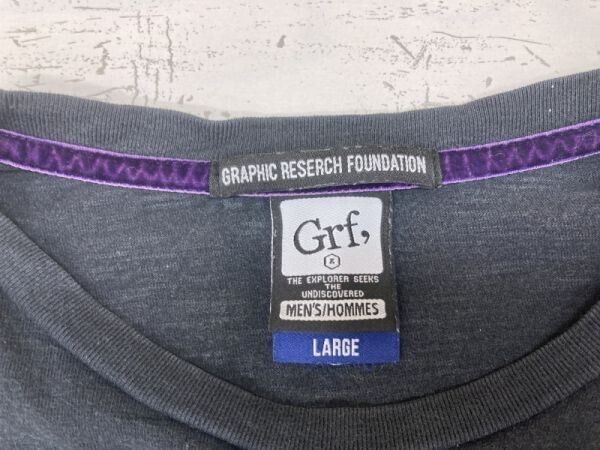 GRAPHIC RESERCH FOUNDATION
Grf,
THE EXPLORER SEEKS
THE
UNDISCOVERED
MEN'S/HOMMES
LARGE